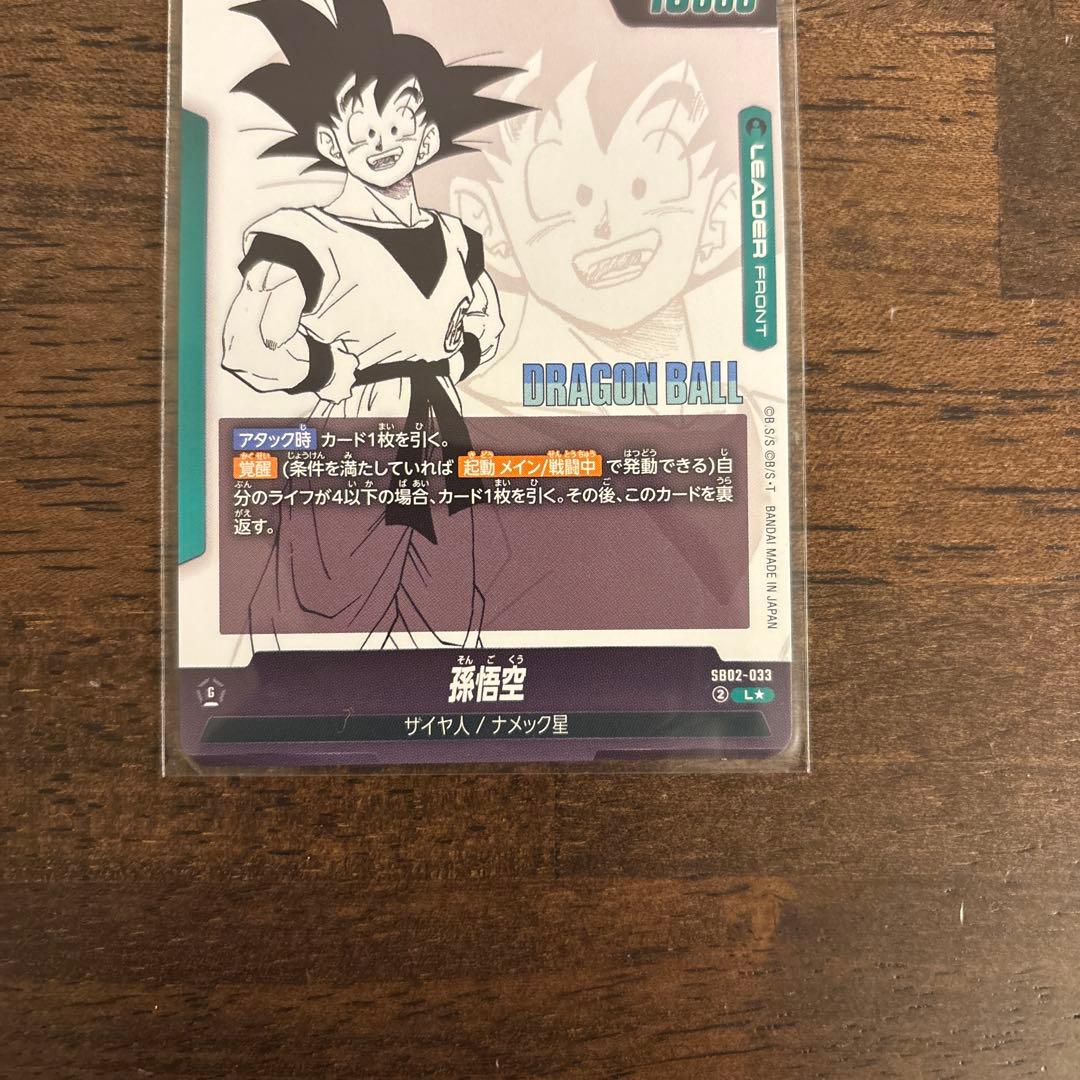 LEADER FRONT
DRAGON BALL
アタック時 カード1枚を引く。
覚醒 (条件を満たしていれば 起動 メイン/戦闘中 で発動できる)自
分のライフが4以下の場合、カード1枚を引く。その後、このカードを裏
返す。
©B.S/S ©B/S・T BANDAI MADE IN JAPAN
孫悟空
そんごくう
SB02-033
G
② L★
サイヤ人 / ナメック星